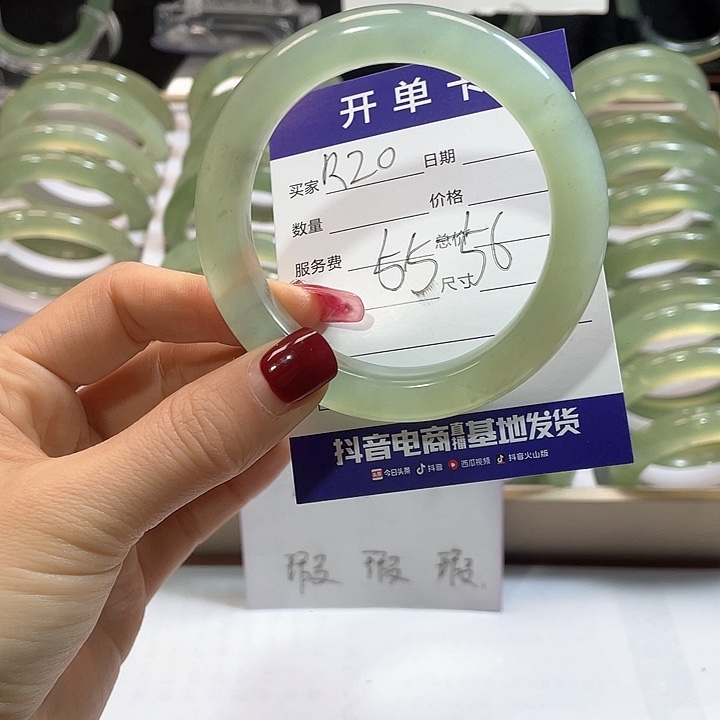 开单卡
买家 R20 日期
数量 价格
服务费 总价
55 56
尺寸
抖音电商直播基地发货
今日头条 抖音 西瓜视频 抖音火山版
瑕 瑕 瑕